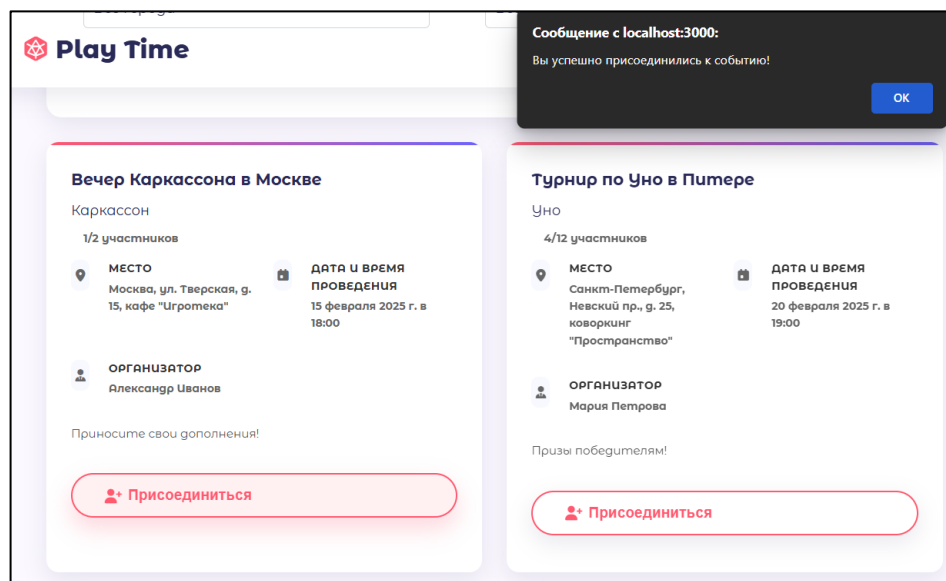 Play Time
Сообщение с localhost:3000:
Вы успешно присоединились к событию!
ОК
Вечер Каркассона в Москве
Каркассон
1/2 участников
МЕСТО
Москва, ул. Тверская, д.
15, кафе "Игротека"
ДАТА И ВРЕМЯ
ПРОВЕДЕНИЯ
15 февраля 2025 г. в
18:00
ОРГАНИЗАТОР
Александр Иванов
Приносите свои дополнения!
Присоединиться
Турнир по Уно в Питере
Уно
4/12 участников
МЕСТО
Санкт-Петербург,
Невский пр., д. 25,
коворкинг
"Пространство"
ДАТА И ВРЕМЯ
ПРОВЕДЕНИЯ
20 февраля 2025 г. в
19:00
ОРГАНИЗАТОР
Мария Петрова
Призы победителям!
Присоединиться